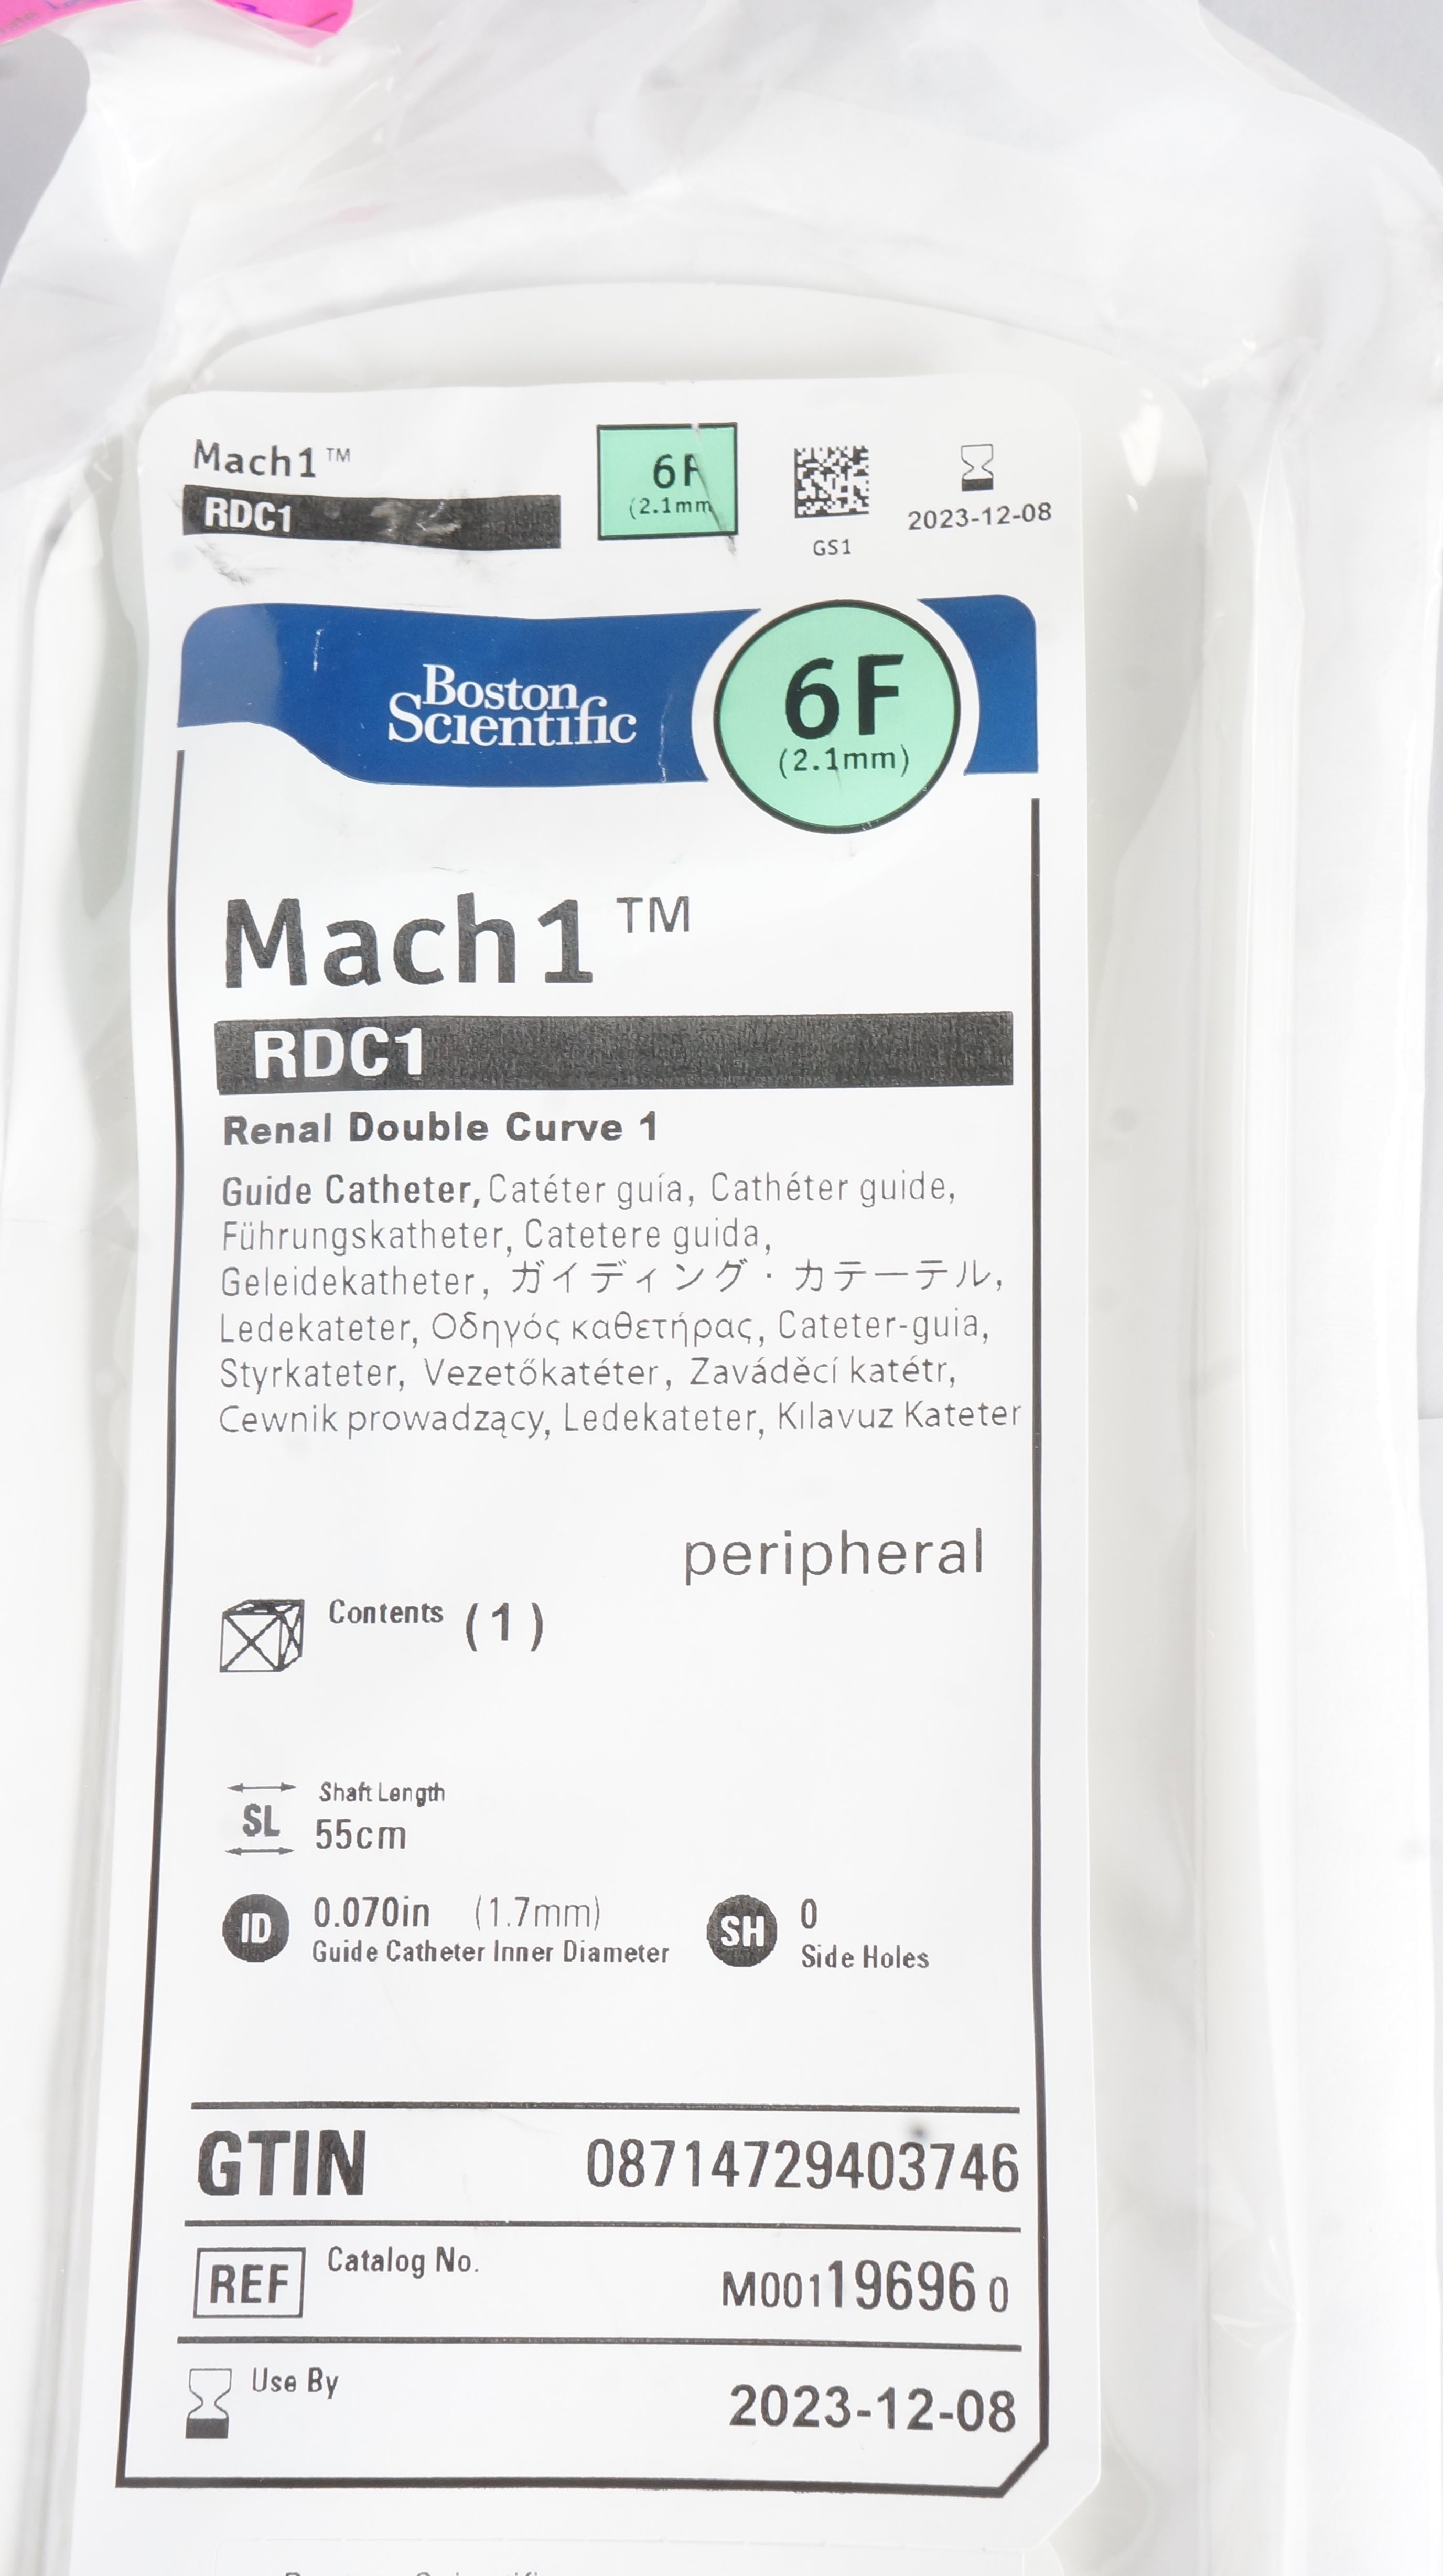 Mach1™
RDC1
6F
(2.1mm
GS1
2023-12-08
Boston
Scientific
6F
(2.1mm)
Mach1™
RDC1
Renal Double Curve 1
Guide Catheter, Catéter guía, Cathéter guide,
Führungskatheter, Catetere guida,
Geleidekatheter, ガイディング・カテーテル,
Ledekateter, Οδηγός καθετήρας, Cateter-guia,
Styrkateter, Vezetőkatéter, Zaváděcí katétr,
Cewnik prowadzący, Ledekateter, Kılavuz Kateter
peripheral
Contents (1)
Shaft Length
SL 55cm
ID 0.070in (1.7mm)
Guide Catheter Inner Diameter
SH 0
Side Holes
GTIN 08714729403746
REF Catalog No. M00119696 0
Use By 2023-12-08